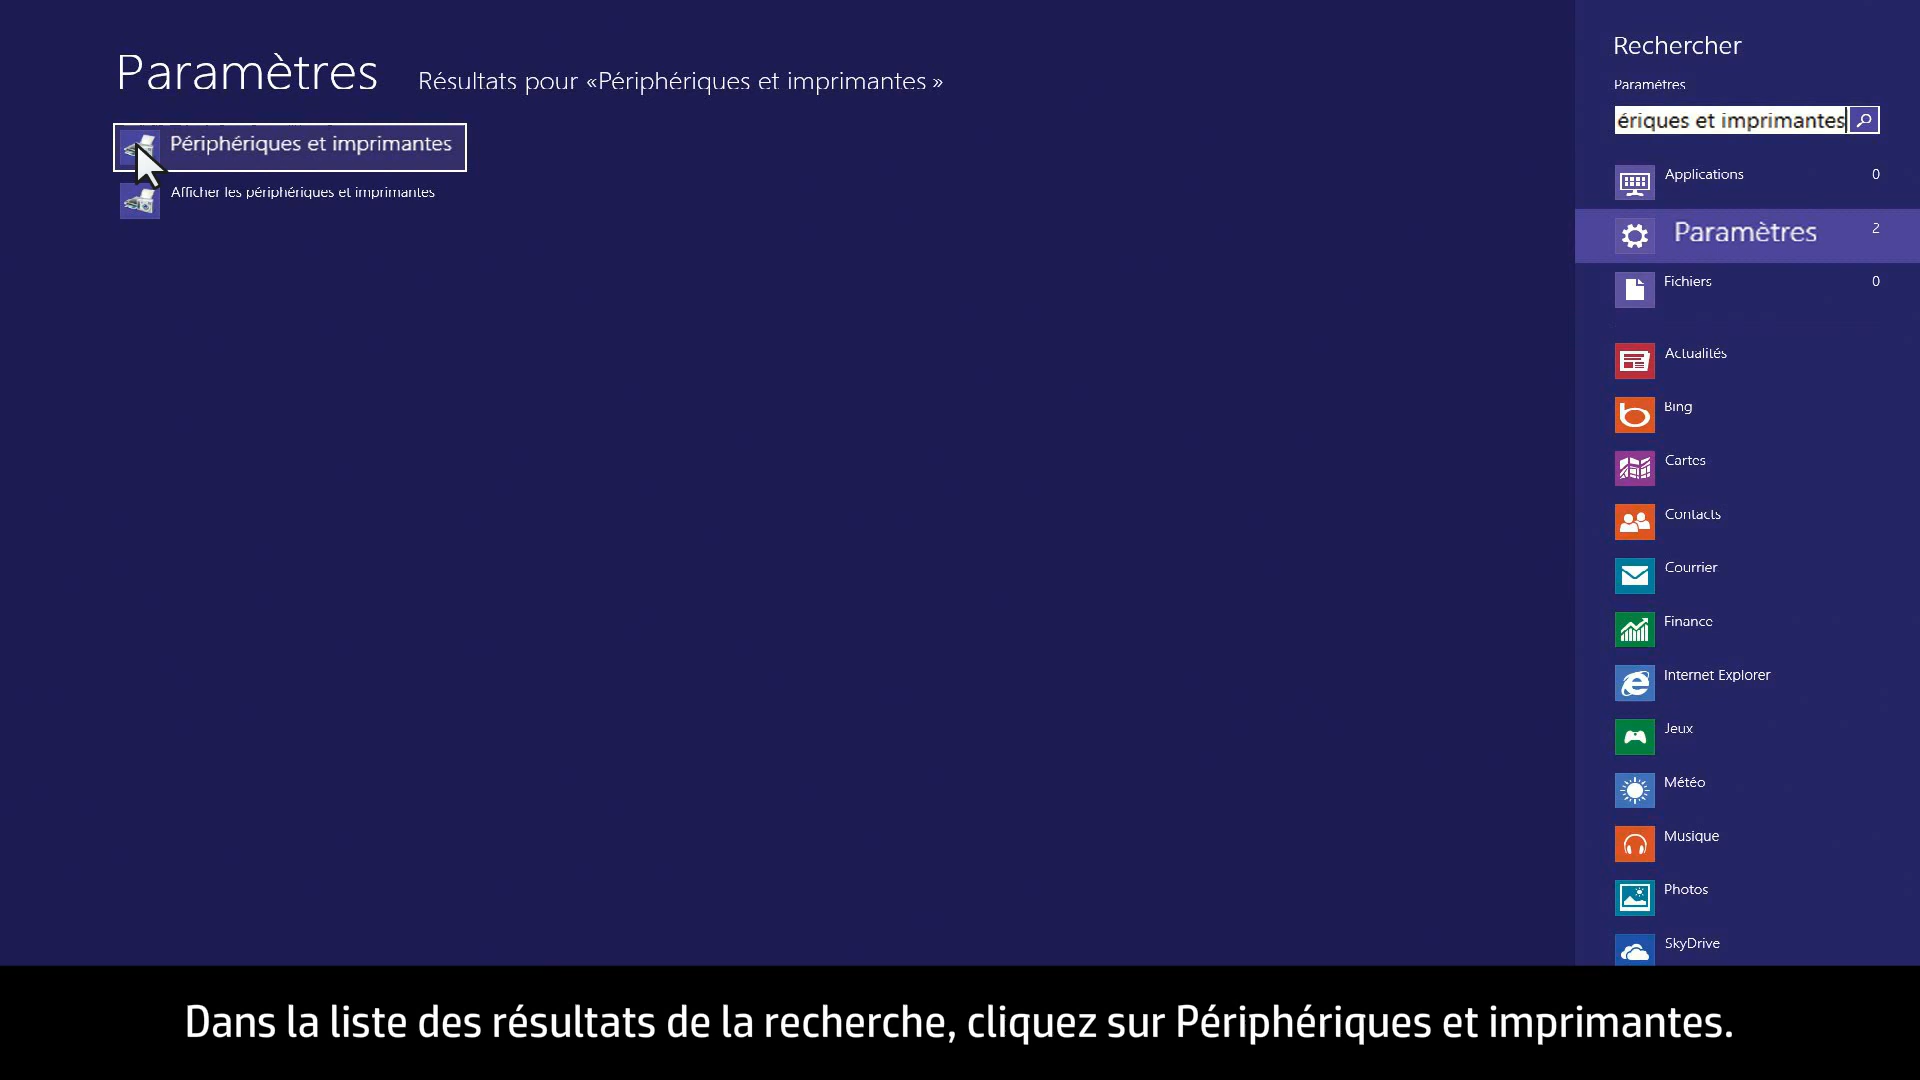 Paramètres
Résultats pour «Périphériques et imprimantes »
Périphériques et imprimantes
Afficher les périphériques et imprimantes
Rechercher
Paramètres
ériques et imprimantes
Applications 0
Paramètres 2
Fichiers 0
Actualités
Bing
Cartes
Contacts
Courrier
Finance
Internet Explorer
Jeux
Météo
Musique
Photos
SkyDrive
Dans la liste des résultats de la recherche, cliquez sur Périphériques et imprimantes.